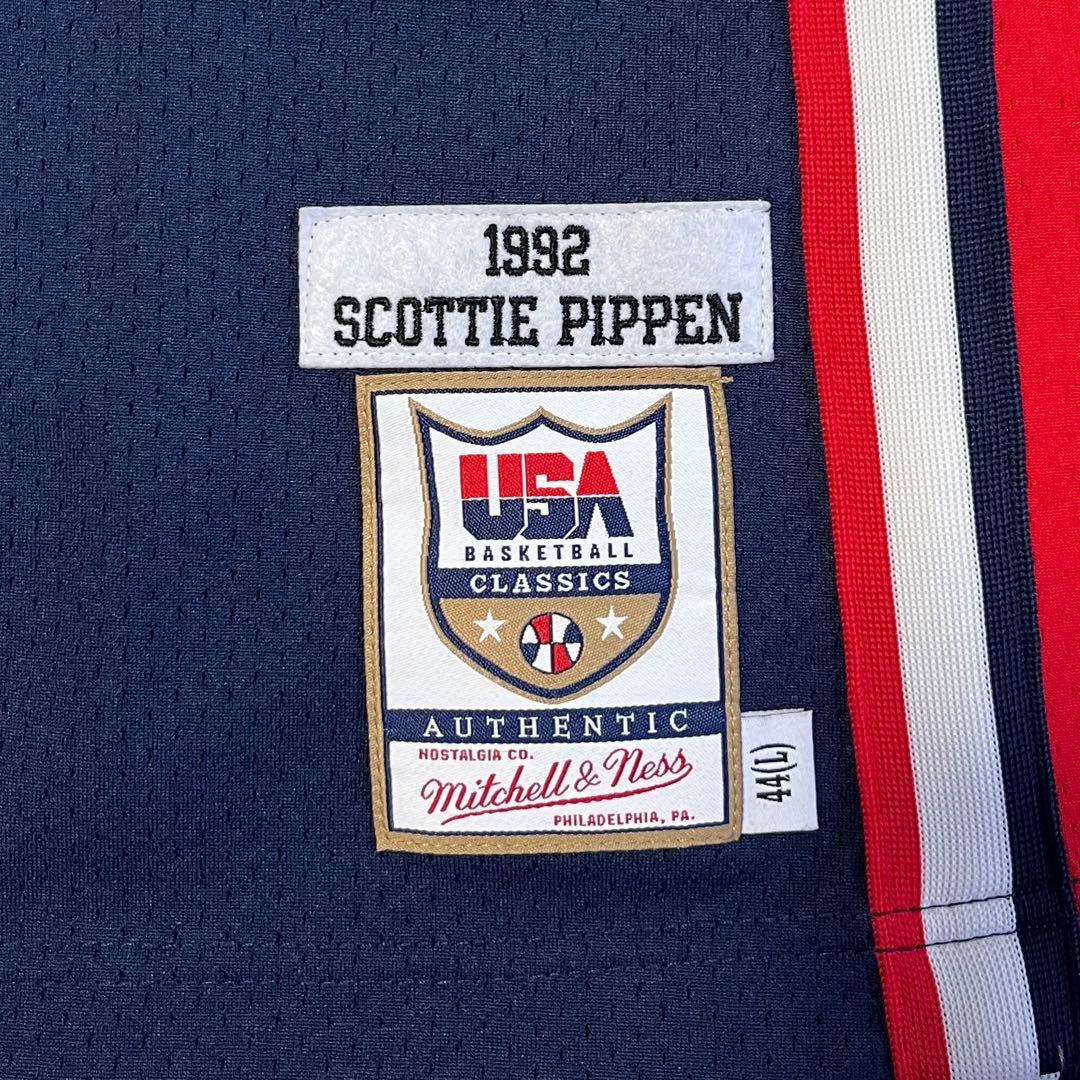 1992
SCOTTIE PIPPEN
USA
BASKETBALL
CLASSICS
AUTHENTIC
NOSTALGIA CO.
Mitchell & Ness
PHILADELPHIA, PA.
44(L)